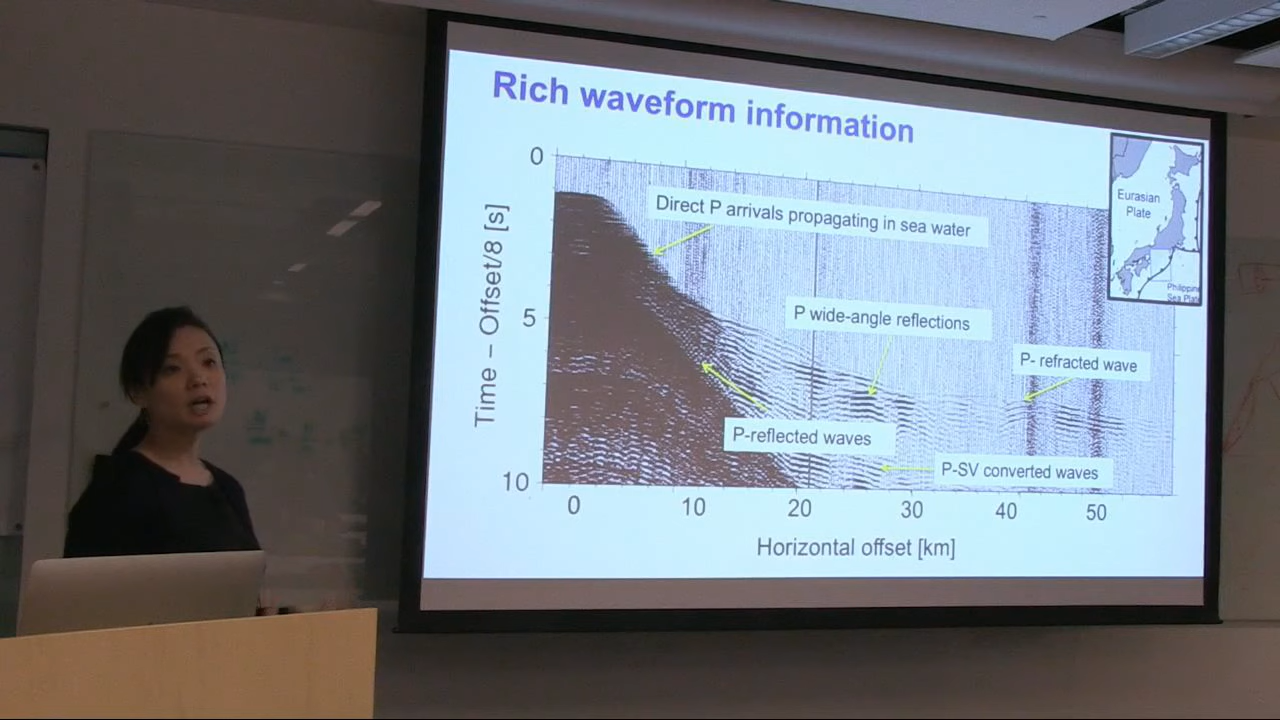 Rich waveform information
0
Direct P arrivals propagating in sea water
Eurasian
Plate
Philippine
Sea Plate
P wide-angle reflections
5
P- refracted wave
Time – Offset/8 [s]
P-reflected waves
P-SV converted waves
10
0 10 20 30 40 50
Horizontal offset [km]